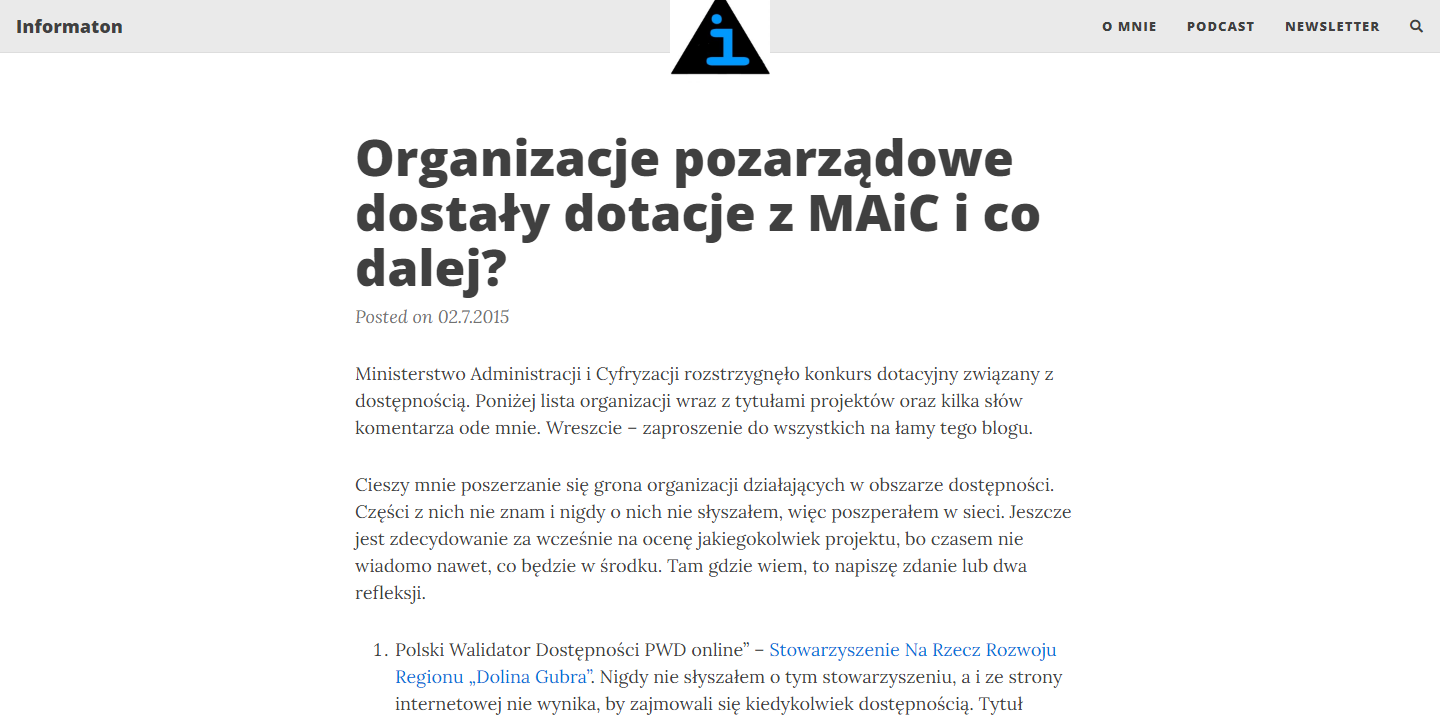 Informaton
i
O MNIE
PODCAST
NEWSLETTER
Organizacje pozarządowe
dostały dotacje z MAiC i co
dalej?
Posted on 02.7.2015
Ministerstwo Administracji i Cyfryzacji rozstrzygnęło konkurs dotacyjny związany z
dostępnością. Poniżej lista organizacji wraz z tytułami projektów oraz kilka słów
komentarza ode mnie. Wreszcie – zaproszenie do wszystkich na łamy tego blogu.
Cieszy mnie poszerzanie się grona organizacji działających w obszarze dostępności.
Części z nich nie znam i nigdy o nich nie słyszałem, więc poszperałem w sieci. Jeszcze
jest zdecydowanie za wcześnie na ocenę jakiegokolwiek projektu, bo czasem nie
wiadomo nawet, co będzie w środku. Tam gdzie wiem, to napiszę zdanie lub dwa
refleksji.
1. Polski Walidator Dostępności PWD online” – Stowarzyszenie Na Rzecz Rozwoju
Regionu „Dolina Gubra”. Nigdy nie słyszałem o tym stowarzyszeniu, a i ze strony
internetowej nie wynika, by zajmowali się kiedykolwiek dostępnością. Tytuł